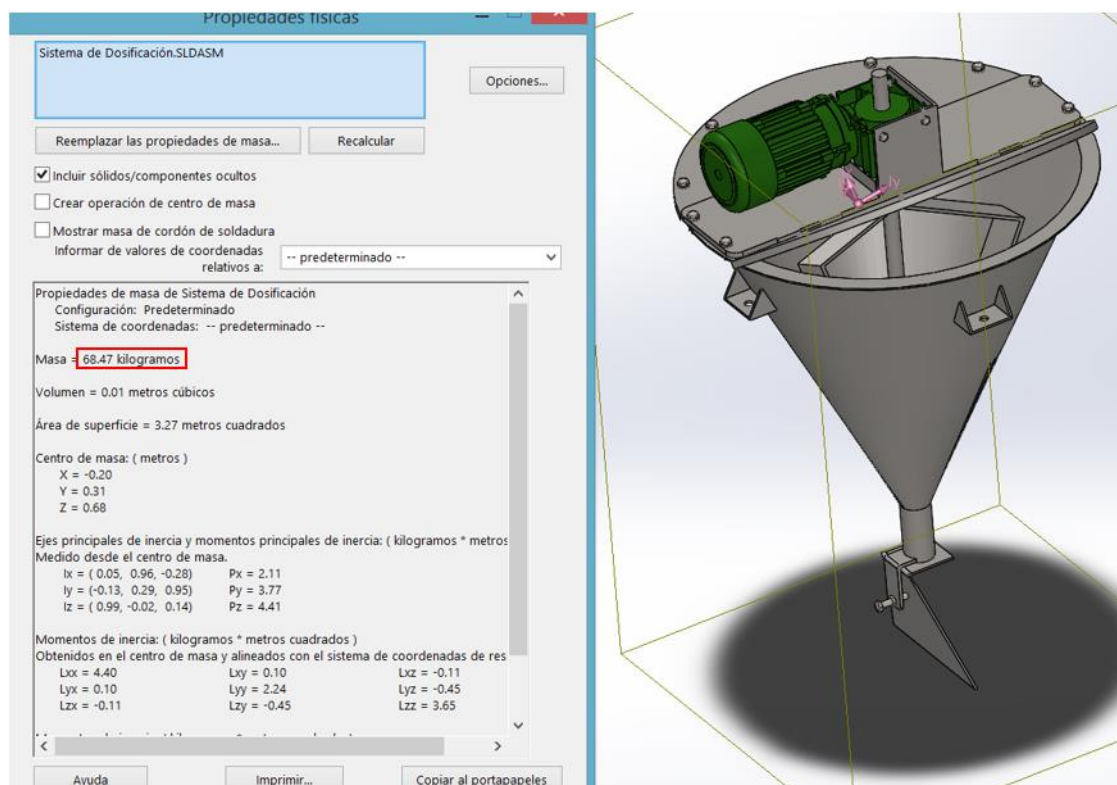 Propiedades físicas
Sistema de Dosificación.SLDASM
Opciones...
Reemplazar las propiedades de masa...
Recalcular
Incluir sólidos/componentes ocultos
Crear operación de centro de masa
Mostrar masa de cordón de soldadura
Informar de valores de coordenadas
relativos a:
-- predeterminado --
Propiedades de masa de Sistema de Dosificación
Configuración: Predeterminado
Sistema de coordenadas: -- predeterminado --
Masa = 68.47 kilogramos
Volumen = 0.01 metros cúbicos
Área de superficie = 3.27 metros cuadrados
Centro de masa: ( metros )
X = -0.20
Y = 0.31
Z = 0.68
Ejes principales de inercia y momentos principales de inercia: ( kilogramos * metros
Medido desde el centro de masa.
Ix = ( 0.05, 0.96, -0.28) Px = 2.11
Iy = (-0.13, 0.29, 0.95) Py = 3.77
Iz = ( 0.99, -0.02, 0.14) Pz = 4.41
Momentos de inercia: ( kilogramos * metros cuadrados )
Obtenidos en el centro de masa y alineados con el sistema de coordenadas de res
Lxx = 4.40 Lxy = 0.10 Lxz = -0.11
Lyx = 0.10 Lyy = 2.24 Lyz = -0.45
Lzx = -0.11 Lzy = -0.45 Lzz = 3.65
Ayuda
Imprimir...
Copiar al portapapeles
Iy